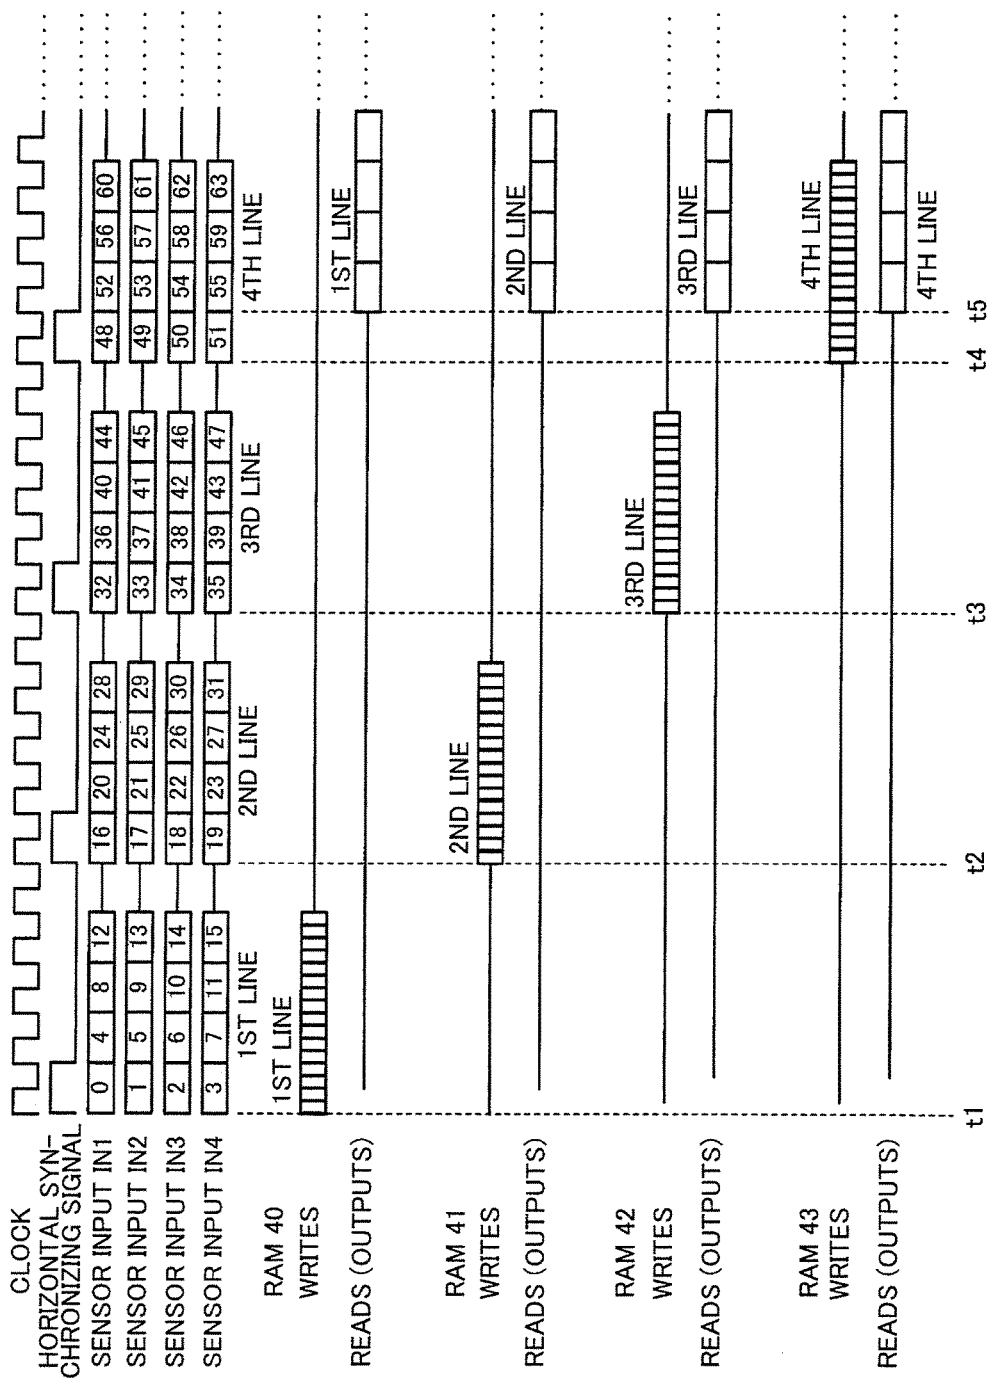 CLOCK
HORIZONTAL SYN-
CHRONIZING SIGNAL
SENSOR INPUT IN1 0 4 8 12 16 20 24 28 32 36 40 44 48 52 56 60
SENSOR INPUT IN2 1 5 9 13 17 21 25 29 33 37 41 45 49 53 57 61
SENSOR INPUT IN3 2 6 10 14 18 22 26 30 34 38 42 46 50 54 58 62
SENSOR INPUT IN4 3 7 11 15 19 23 27 31 35 39 43 47 51 55 59 63
1ST LINE 2ND LINE 3RD LINE 4TH LINE
RAM 40 1ST LINE
WRITES
1ST LINE
READS (OUTPUTS)
RAM 41 2ND LINE
WRITES
2ND LINE
READS (OUTPUTS)
RAM 42 3RD LINE
WRITES
3RD LINE
READS (OUTPUTS)
RAM 43 4TH LINE
WRITES
READS (OUTPUTS)
4TH LINE
t1 t2 t3 t4 t5